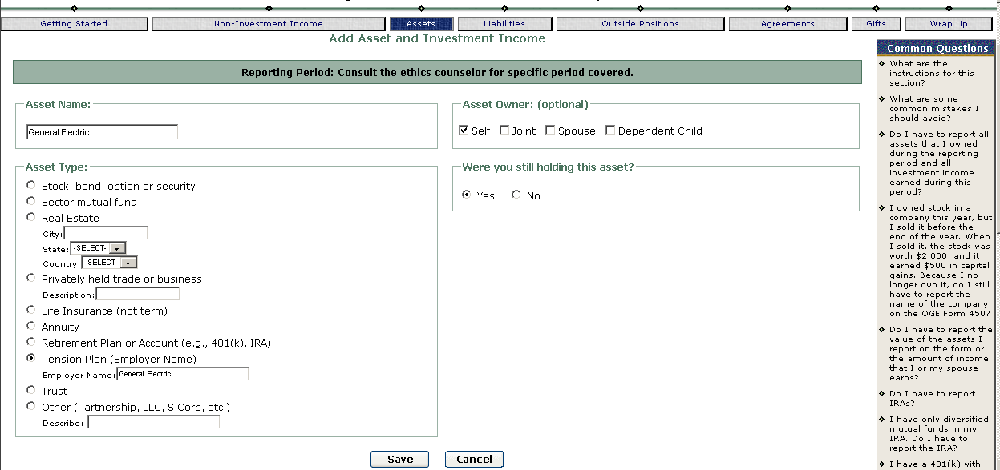 Getting Started
Non-Investment Income
Assets
Liabilities
Outside Positions
Agreements
Gifts
Wrap Up
Add Asset and Investment Income
Reporting Period: Consult the ethics counselor for specific period covered.
Asset Name:
General Electric
Asset Owner: (optional)
Self Joint Spouse Dependent Child
Asset Type:
Stock, bond, option or security
Sector mutual fund
Real Estate
City:
State: -SELECT-
Country: -SELECT-
Privately held trade or business
Description:
Life Insurance (not term)
Annuity
Retirement Plan or Account (e.g., 401(k), IRA)
Pension Plan (Employer Name)
Employer Name: General Electric
Trust
Other (Partnership, LLC, S Corp, etc.)
Describe:
Were you still holding this asset?
Yes No
Save Cancel
Common Questions
What are the
instructions for this
section?
What are some
common mistakes I
should avoid?
Do I have to report all
assets that I owned
during the reporting
period and all
investment income
earned during this
period?
I owned stock in a
company this year, but
I sold it before the
end of the year. When
I sold it, the stock was
worth $2,000, and it
earned $500 in capital
gains. Because I no
longer own it, do I still
have to report the
name of the company
on the OGE Form 450?
Do I have to report the
value of the assets I
report on the form or
the amount of income
that I or my spouse
earns?
Do I have to report
IRAs?
I have only diversified
mutual funds in my
IRA. Do I have to
report the IRA?
I have a 401(k) with